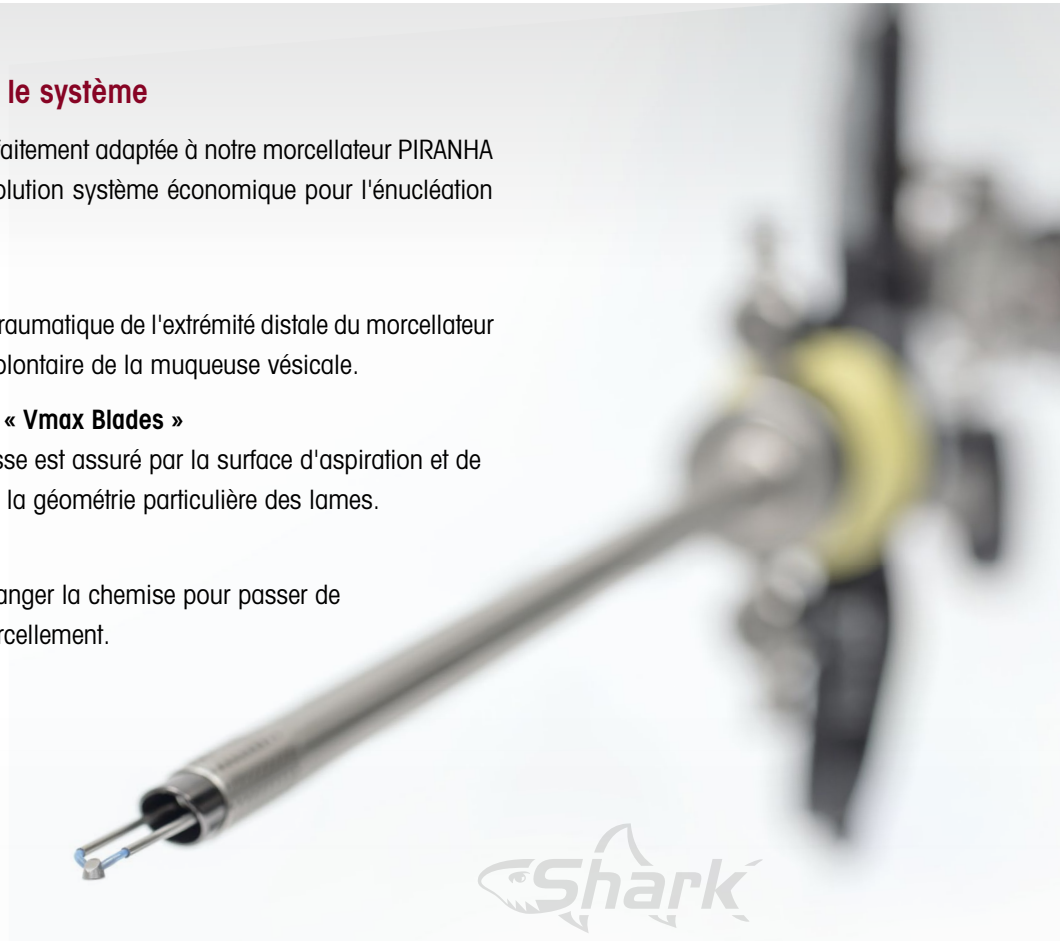 le système
faitement adaptée à notre morcellateur PIRANHA
olution système économique pour l'énucléation
raumatique de l'extrémité distale du morcellateur
olontaire de la muqueuse vésicale.
« Vmax Blades »
sse est assuré par la surface d'aspiration et de
la géométrie particulière des lames.
anger la chemise pour passer de
rcellement.
Shark